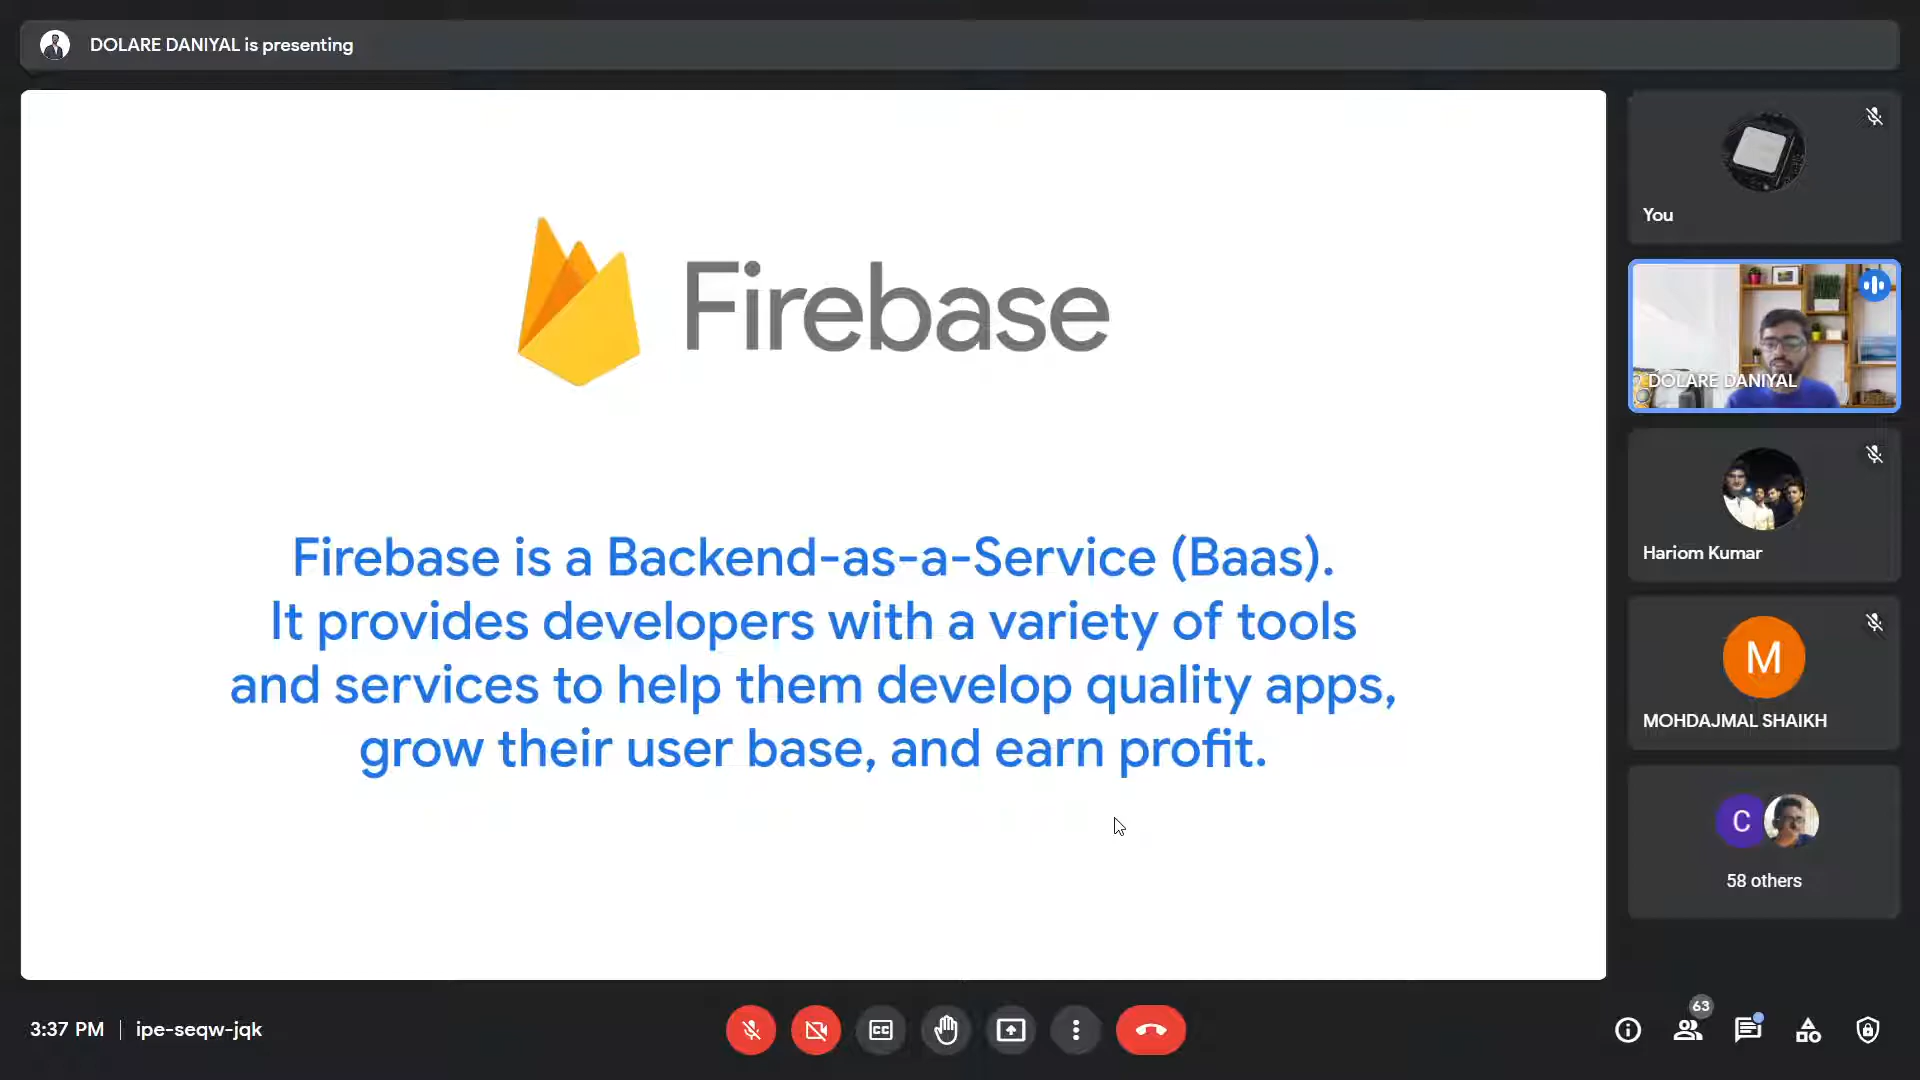 DOLARE DANIYAL is presenting
Firebase
Firebase is a Backend-as-a-Service (Baas).
It provides developers with a variety of tools
and services to help them develop quality apps,
grow their user base, and earn profit.
You
DOLARE DANIYAL
Hariom Kumar
M
MOHDAJMAL SHAIKH
C
58 others
3:37 PM | ipe-seqw-jqk
CC
63